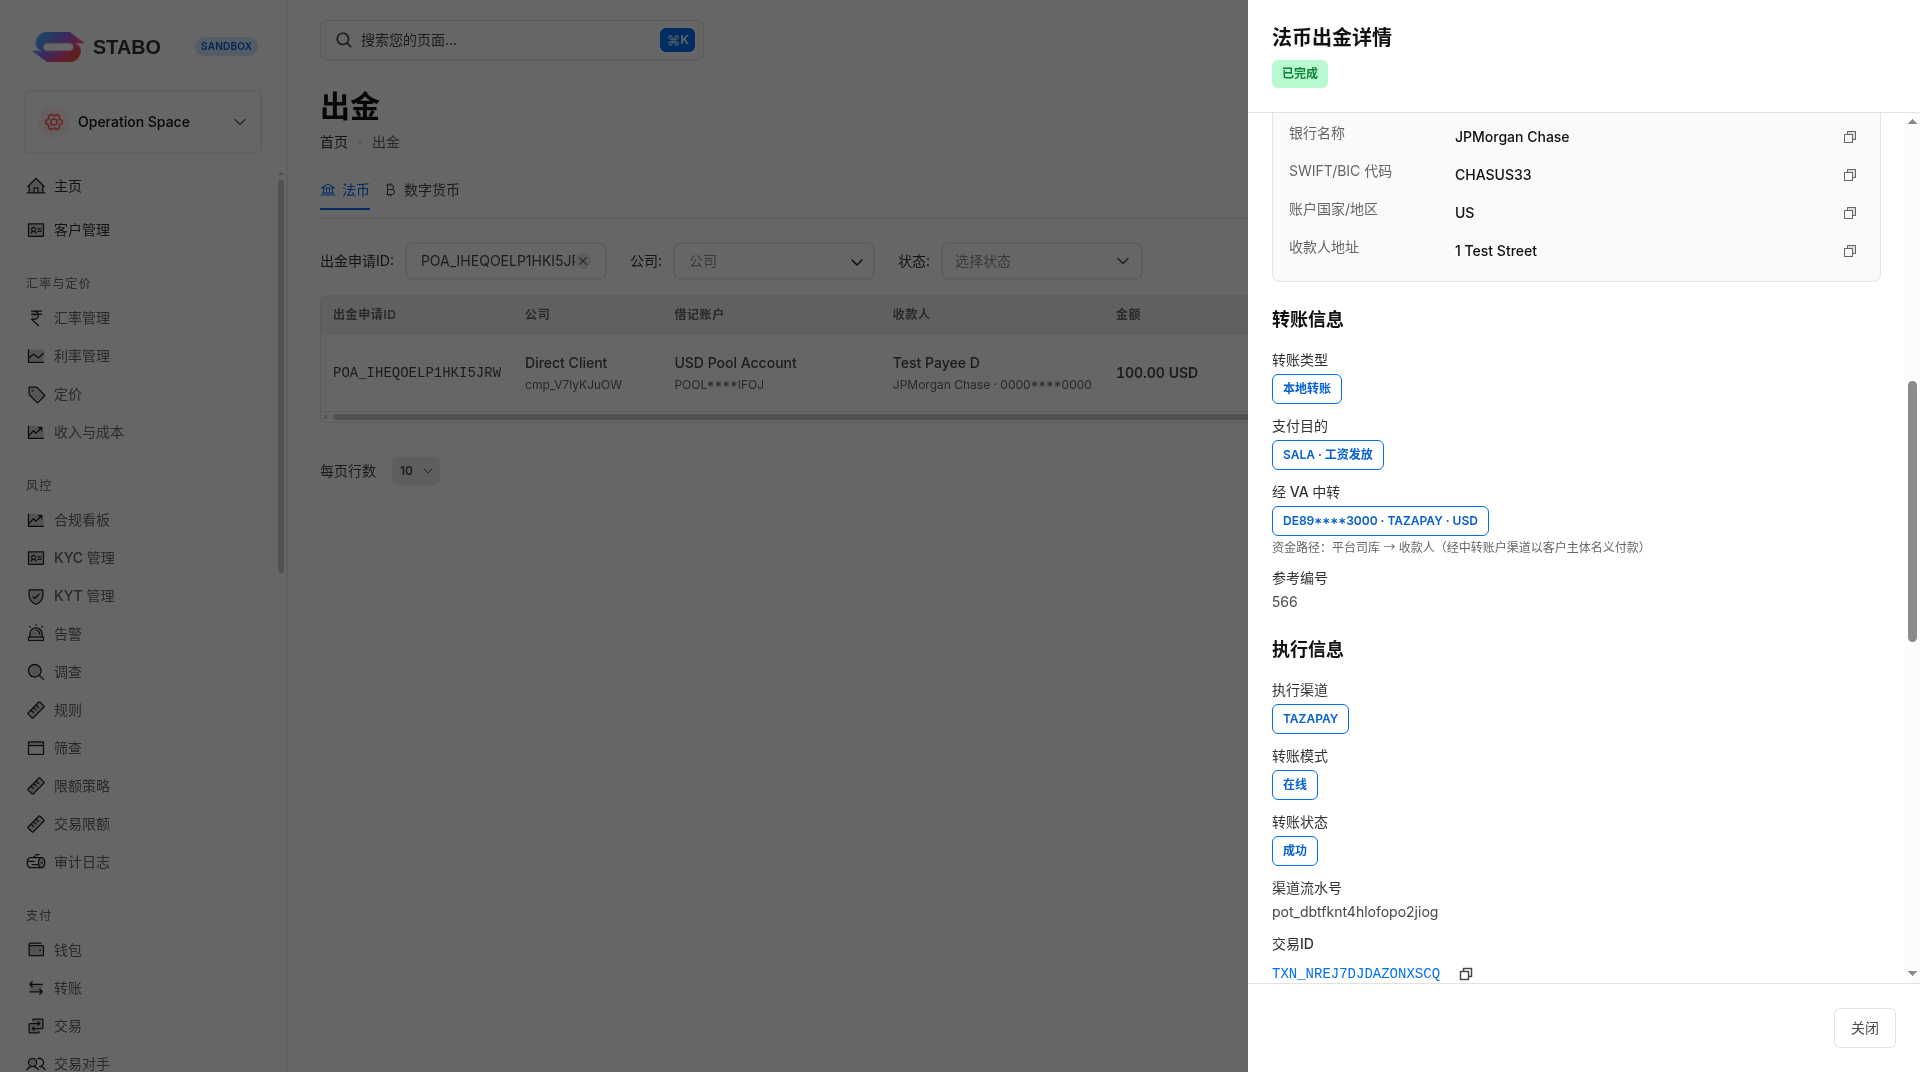 STABO
SANDBOX
Operation Space
主页
客户管理
汇率与定价
汇率管理
利率管理
定价
收入与成本
风控
合规看板
KYC 管理
KYT 管理
告警
调查
规则
筛查
限额策略
交易限额
审计日志
支付
钱包
转账
交易
交易对手
搜索您的页面...
⌘K
出金
首页 · 出金
法币 数字货币
出金申请ID: POA_IHEQOELP1HKI5JF 公司: 公司 状态: 选择状态
出金申请ID 公司 借记账户 收款人 金额
POA_IHEQOELP1HKI5JRW Direct Client USD Pool Account Test Payee D 100.00 USD
cmp_V7IyKJuOW POOL****IFOJ JPMorgan Chase · 0000****0000
每页行数 10
法币出金详情
已完成
银行名称 JPMorgan Chase
SWIFT/BIC 代码 CHASUS33
账户国家/地区 US
收款人地址 1 Test Street
转账信息
转账类型
本地转账
支付目的
SALA · 工资发放
经 VA 中转
DE89****3000 · TAZAPAY · USD
资金路径：平台司库 → 收款人（经中转账户渠道以客户主体名义付款）
参考编号
566
执行信息
执行渠道
TAZAPAY
转账模式
在线
转账状态
成功
渠道流水号
pot_dbtfknt4hlofopo2jiog
交易ID
TXN_NREJ7DJDAZONXSCQ
关闭